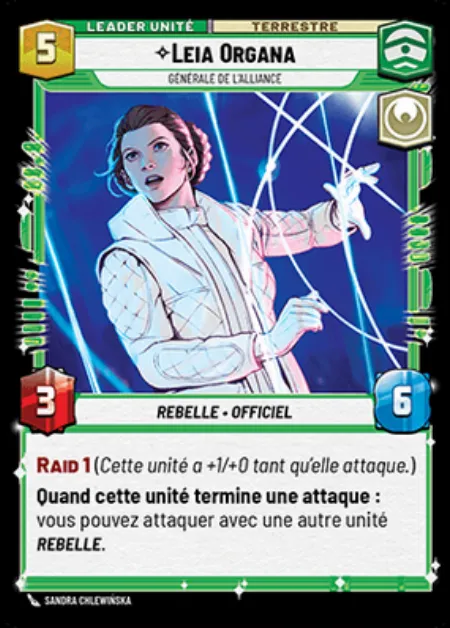 LEADER UNITÉ
TERRESTRE
5
LEIA ORGANA
GÉNÉRALE DE L'ALLIANCE
3
REBELLE • OFFICIEL
6
RAID 1 (Cette unité a +1/+0 tant qu'elle attaque.)
Quand cette unité termine une attaque :
vous pouvez attaquer avec une autre unité
REBELLE.
SANDRA CHLEWIŃSKA